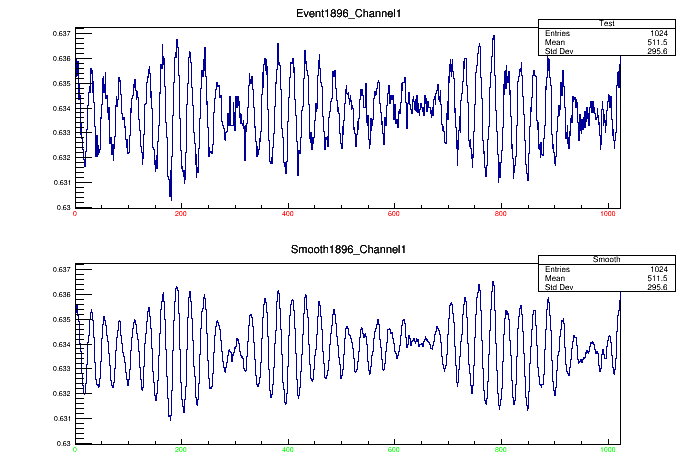 Event1896_Channel1
Test
Entries 1024
Mean 511.5
Std Dev 295.6
0.637
0.636
0.635
0.634
0.633
0.632
0.631
0.63
0 200 400 600 800 1000
Smooth1896_Channel1
Smooth
Entries 1024
Mean 511.5
Std Dev 295.6
0.637
0.636
0.635
0.634
0.633
0.632
0.631
0.63
0 200 400 600 800 1000